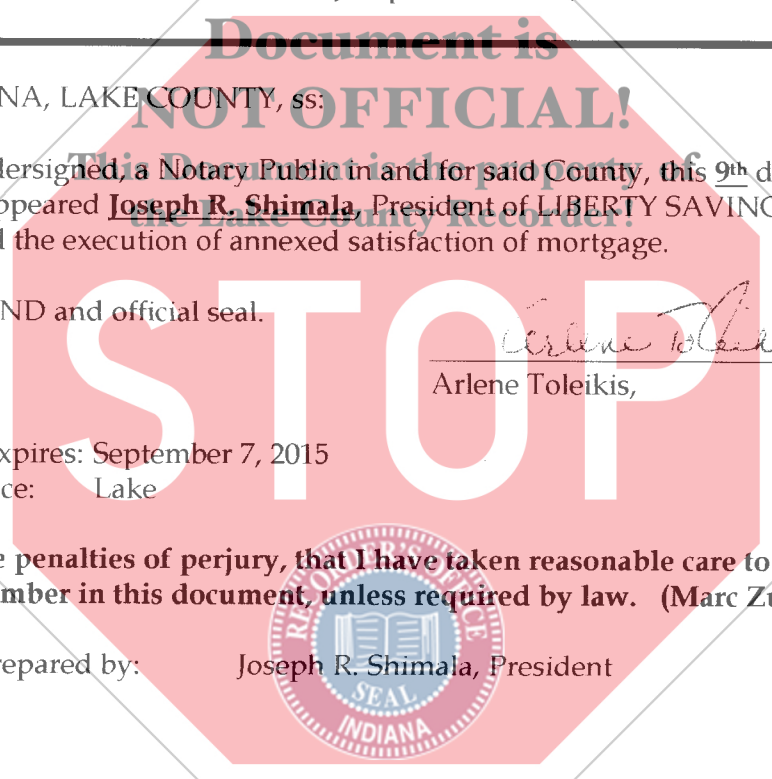 Document is
NA, LAKE COUNTY, ss:
NOT OFFICIAL!
dersigned, a Notary Public in and for said County, this 9th d
This Document is the property of
ppeared Joseph R. Shimala, President of LIBERTY SAVING
the Lake County Recorder!
d the execution of annexed satisfaction of mortgage.
STOP
ND and official seal.
Arlene Toleik
Arlene Toleikis,
xpires: September 7, 2015
ce: Lake
e penalties of perjury, that I have taken reasonable care to
mber in this document, unless required by law. (Marc Zu
repared by: Joseph R. Shimala, President
RECORDER'S OFFICE
SEAL
INDIANA